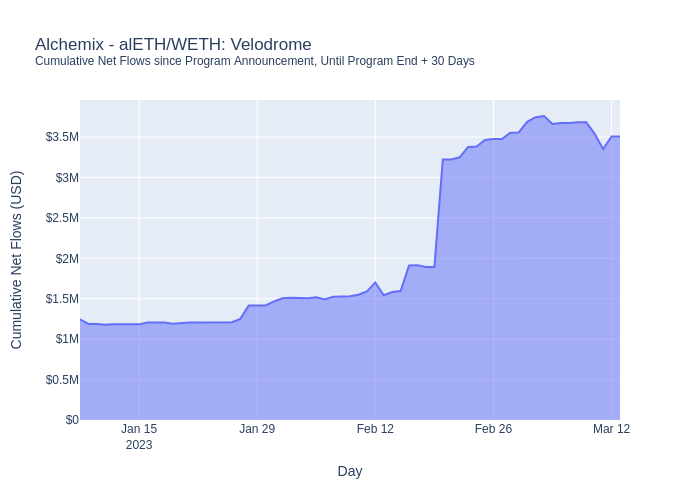 Alchemix - alETH/WETH: Velodrome
Cumulative Net Flows since Program Announcement, Until Program End + 30 Days
Cumulative Net Flows (USD)
$3.5M
$3M
$2.5M
$2M
$1.5M
$1M
$0.5M
$0
Jan 15
2023
Jan 29
Feb 12
Feb 26
Mar 12
Day